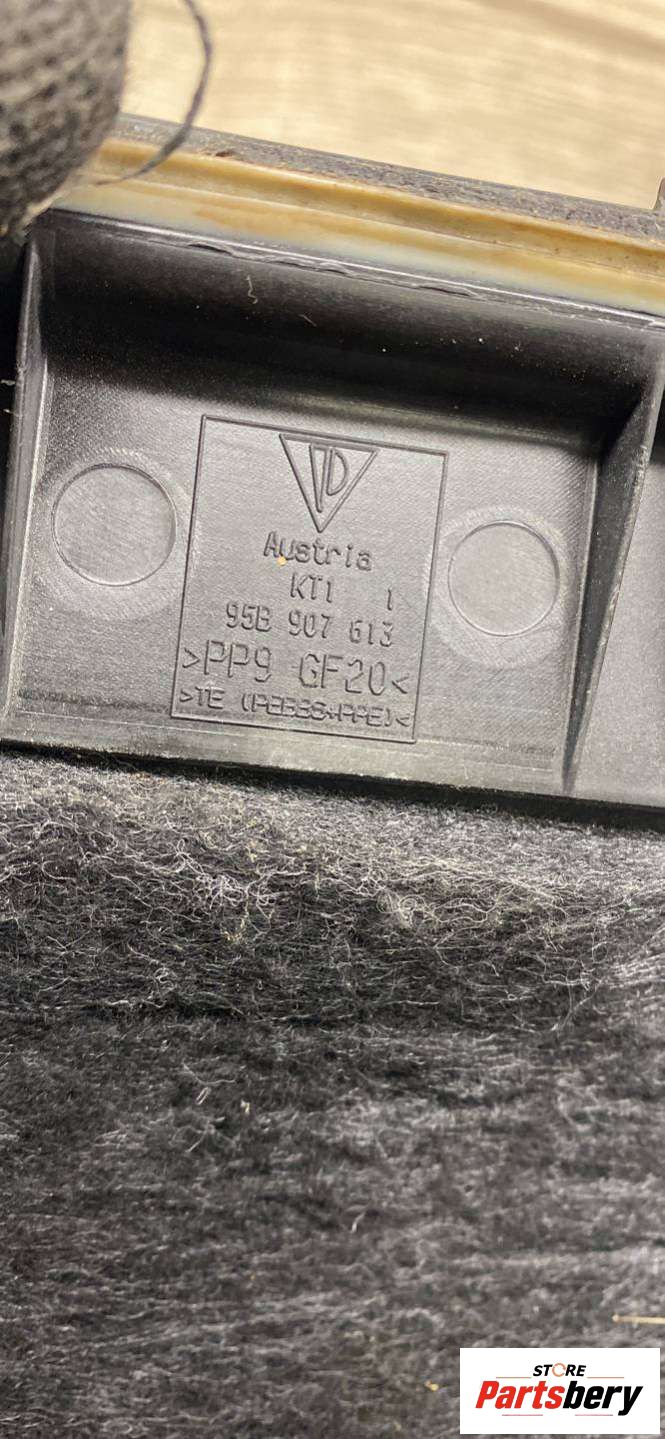 Austria
KT1 1
95B 907 613
>PP9 GF20<
>TE (PEBBS+PPE)<
STORE
Partsbery